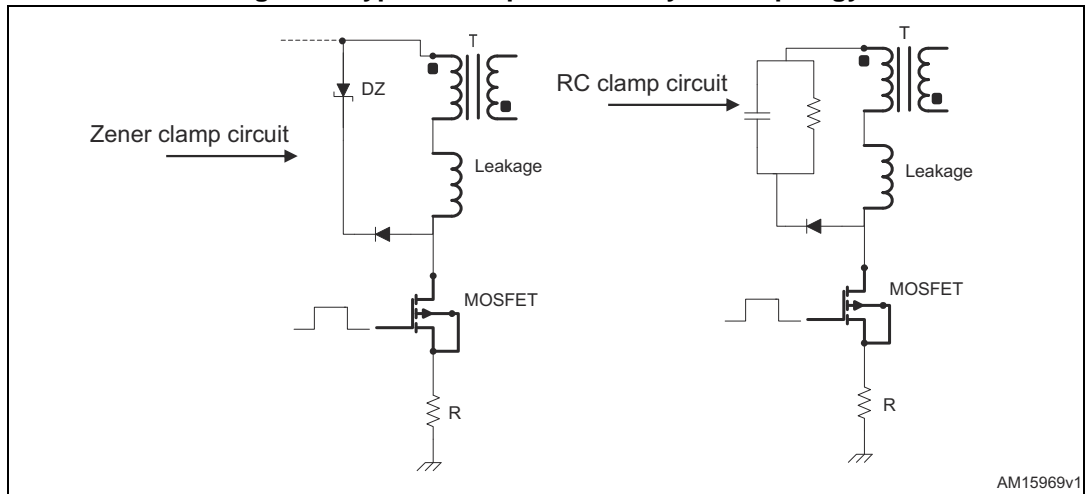 T
DZ
Zener clamp circuit
Leakage
MOSFET
R
T
RC clamp circuit
Leakage
MOSFET
R
AM15969v1